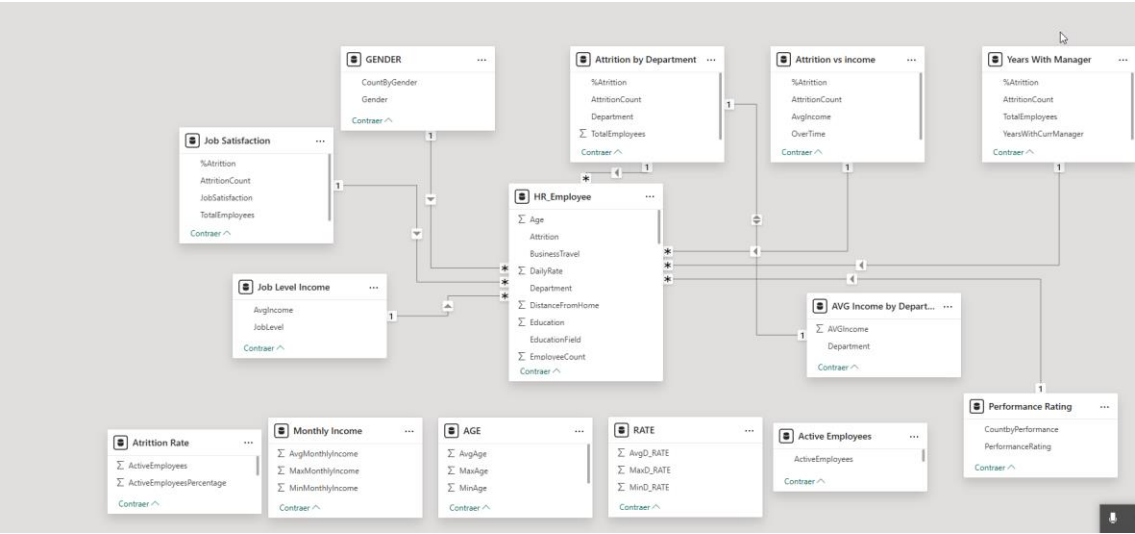 GENDER
CountByGender
Gender
Contraer
Attrition by Department
%Atrittion
AttritionCount
Department
TotalEmployees
Contraer
Attrition vs income
%Atrittion
AttritionCount
AvgIncome
OverTime
Contraer
Years With Manager
%Atrittion
AttritionCount
TotalEmployees
YearsWithCurrManager
Contraer
Job Satisfaction
%Atrittion
AttritionCount
JobSatisfaction
TotalEmployees
Contraer
HR_Employee
Σ Age
Attrition
BusinessTravel
Σ DailyRate
Department
Σ DistanceFromHome
Σ Education
EducationField
Σ EmployeeCount
Contraer
Job Level Income
AvgIncome
JobLevel
Contraer
AVG Income by Depart...
Σ AVGIncome
Department
Contraer
Performance Rating
CountbyPerformance
PerformanceRating
Contraer
Atrittion Rate
Σ ActiveEmployees
Σ ActiveEmployeesPercentage
Contraer
Monthly Income
Σ AvgMonthlyIncome
Σ MaxMonthlyIncome
Σ MinMonthlyIncome
Contraer
AGE
Σ AvgAge
Σ MaxAge
Σ MinAge
Contraer
RATE
Σ AvgD_RATE
Σ MaxD_RATE
Σ MinD_RATE
Contraer
Active Employees
ActiveEmployees
Contraer